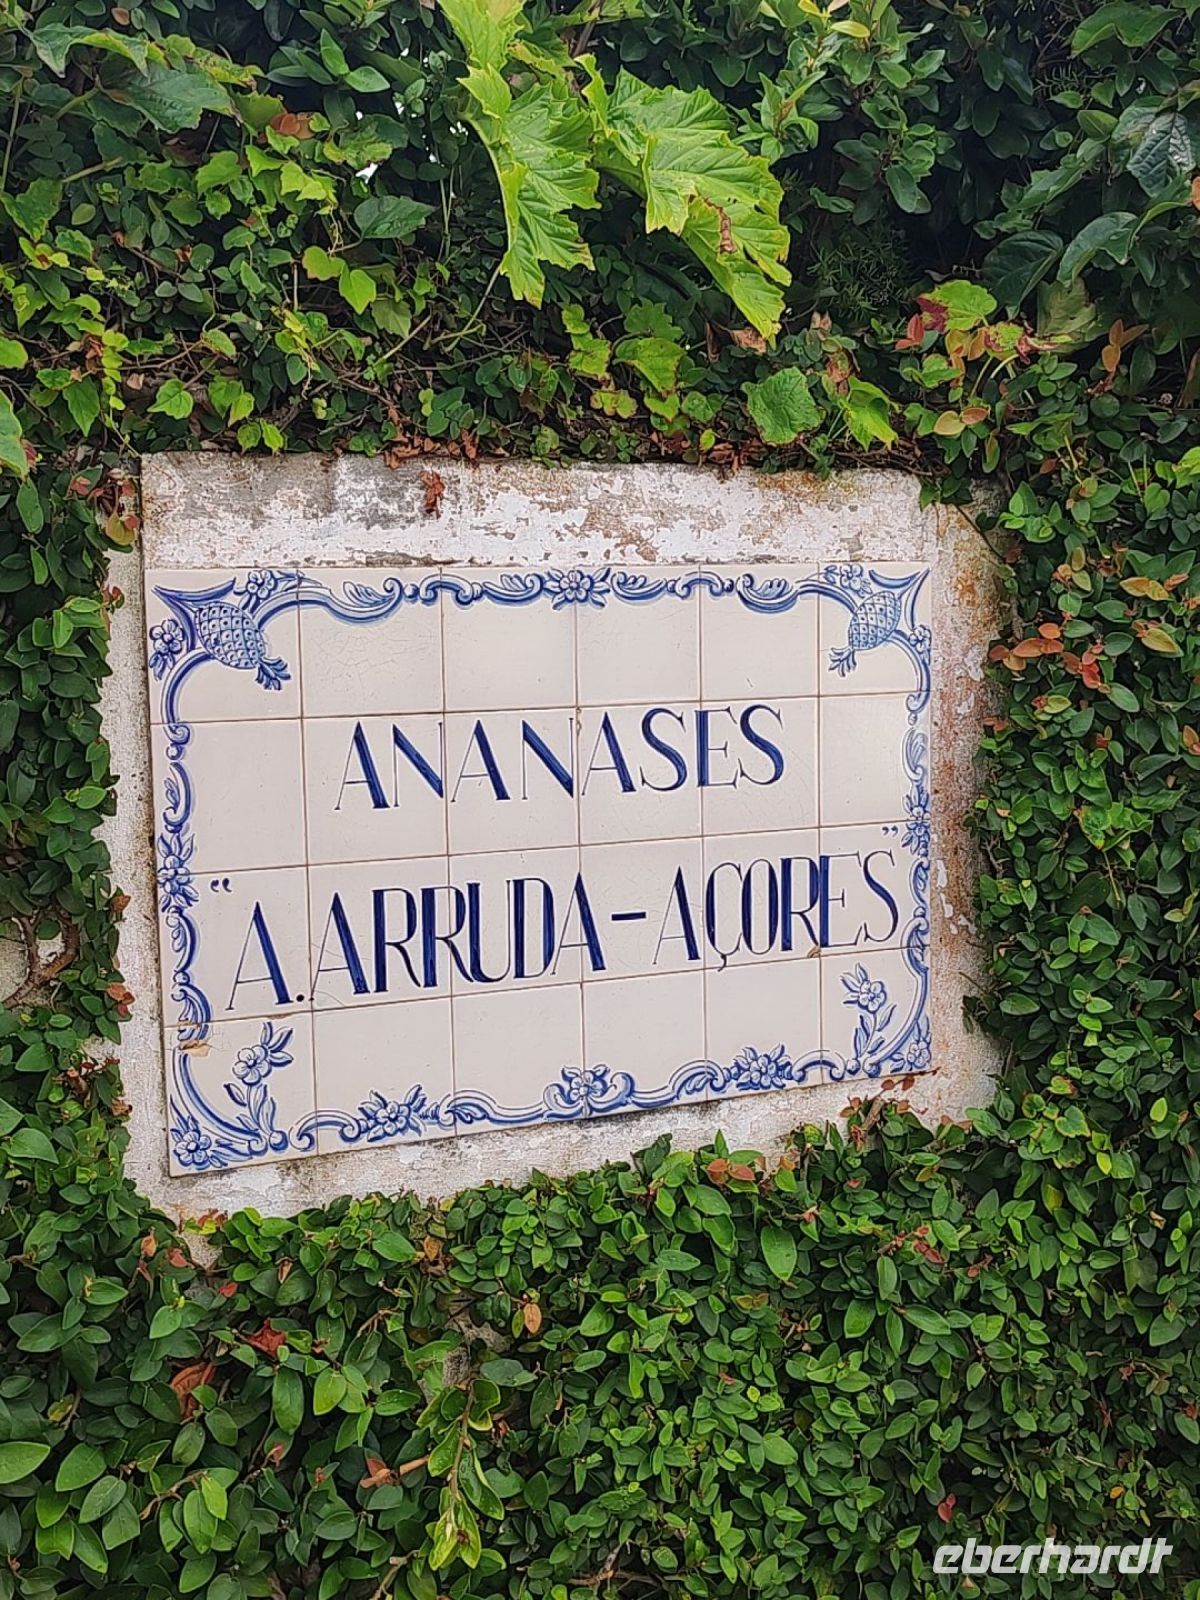 ANANASES
"A. ARRUDA-AÇORES"
eberhardt